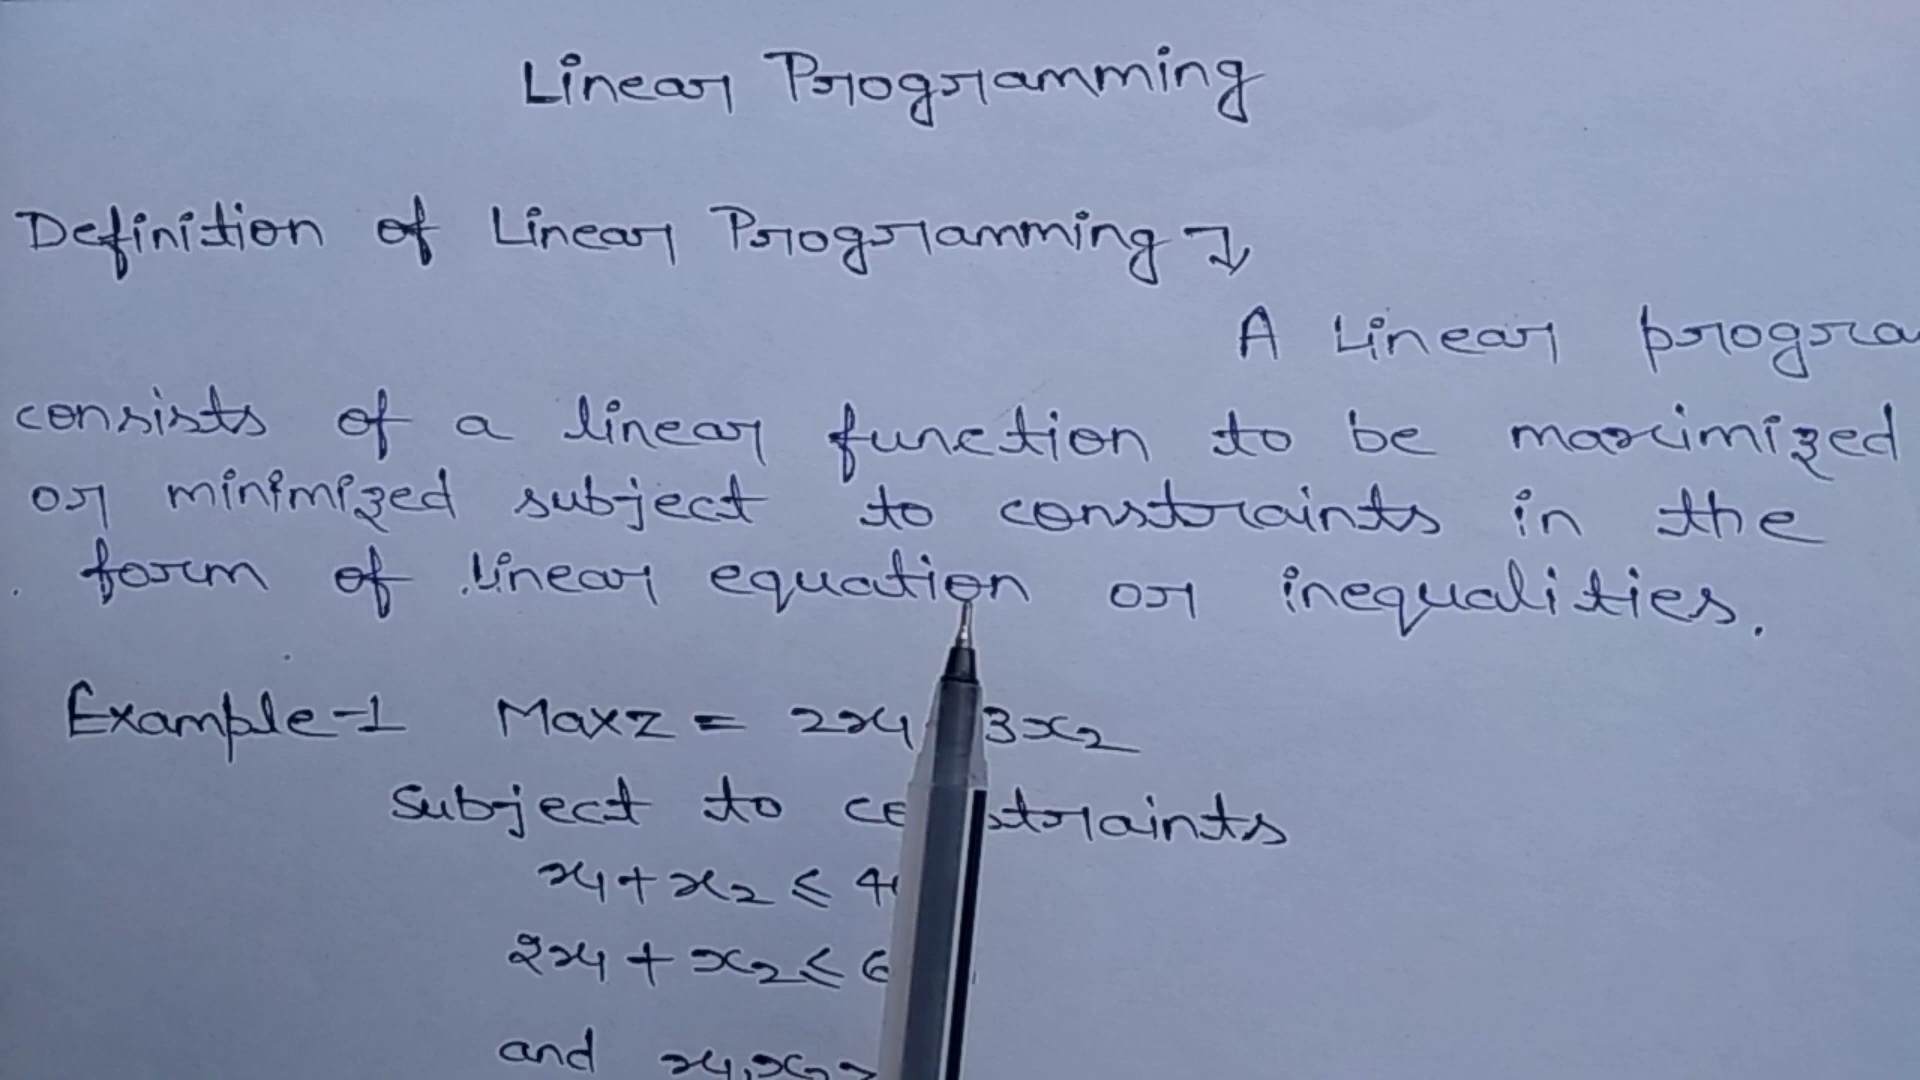 Linear Programming
Definition of Linear Programming
A Linear progra
consists of a linear function to be maximized
or minimized subject to constraints in the
form of linear equation or inequalities.
Example-1 Max Z = 2x₁ 3x₂
Subject to constraints
x₁ + x₂ ≤ 4
2x₁ + x₂ ≤ 6
and x₁, x₂ >